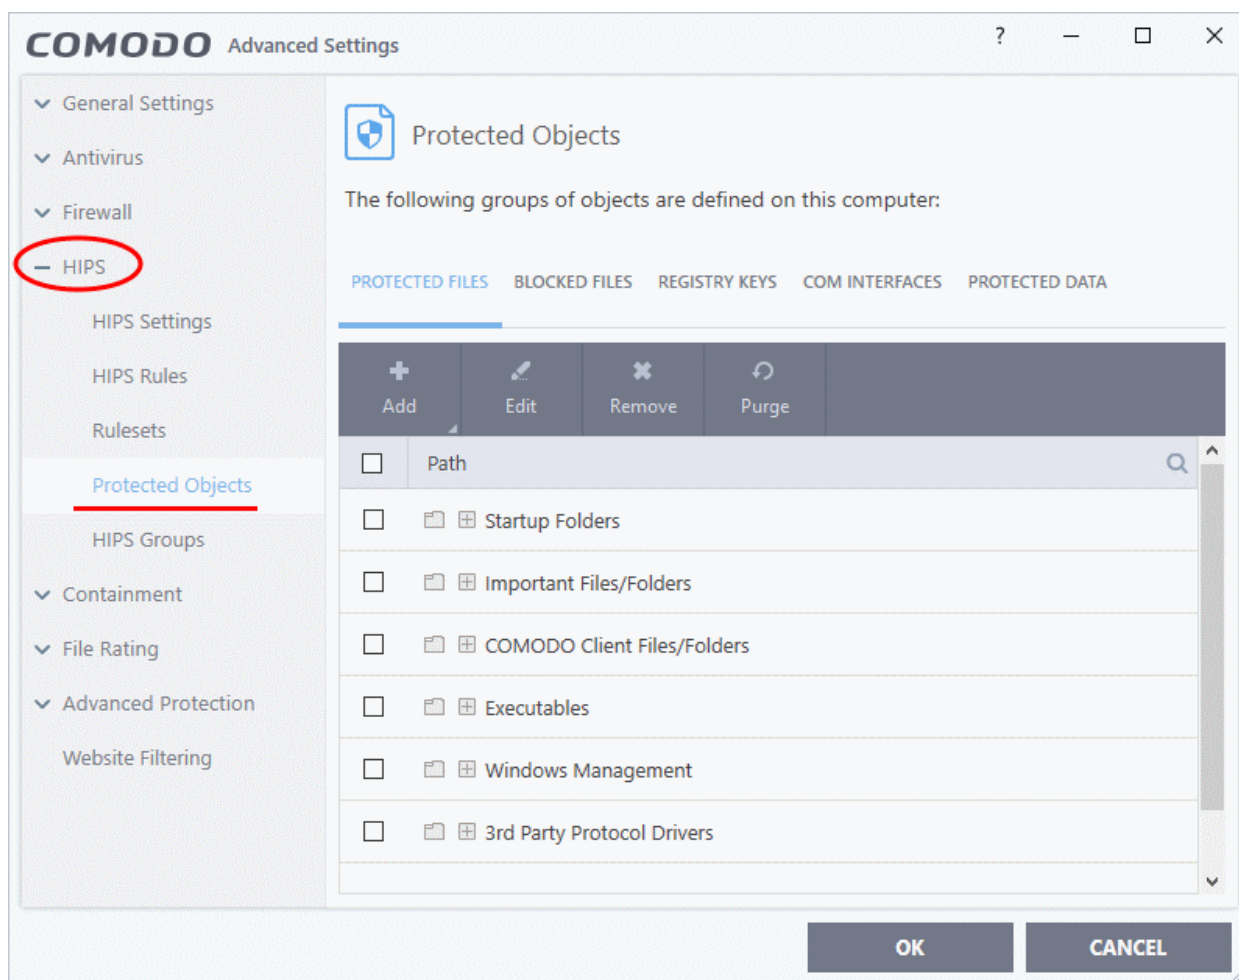 COMODO Advanced Settings
?
General Settings
Antivirus
Firewall
HIPS
HIPS Settings
HIPS Rules
Rulesets
Protected Objects
HIPS Groups
Containment
File Rating
Advanced Protection
Website Filtering
Protected Objects
The following groups of objects are defined on this computer:
PROTECTED FILES BLOCKED FILES REGISTRY KEYS COM INTERFACES PROTECTED DATA
Add Edit Remove Purge
Path
Startup Folders
Important Files/Folders
COMODO Client Files/Folders
Executables
Windows Management
3rd Party Protocol Drivers
OK CANCEL